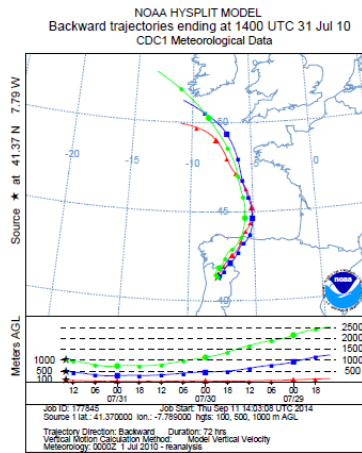 NOAA HYSPLIT MODEL
Backward trajectories ending at 1400 UTC 31 Jul 10
CDC1 Meteorological Data
Source ★ at 41.37 N 7.79 W
-20
-15
-10
-5
0
50
45
40
NOAA
Meters AGL
1000
500
100
2500
2000
1500
1000
500
12 06 00 18 12 06 00 18 12 06 00 18
07/31 07/30 07/29
Job ID: 177845 Job Start: Thu Sep 11 14:03:08 UTC 2014
Source 1 lat.: 41.370000 lon.: -7.789000 hgts: 100, 500, 1000 m AGL
Trajectory Direction: Backward Duration: 72 hrs
Vertical Motion Calculation Method: Model Vertical Velocity
Meteorology: 0000Z 1 Jul 2010 - reanalysis